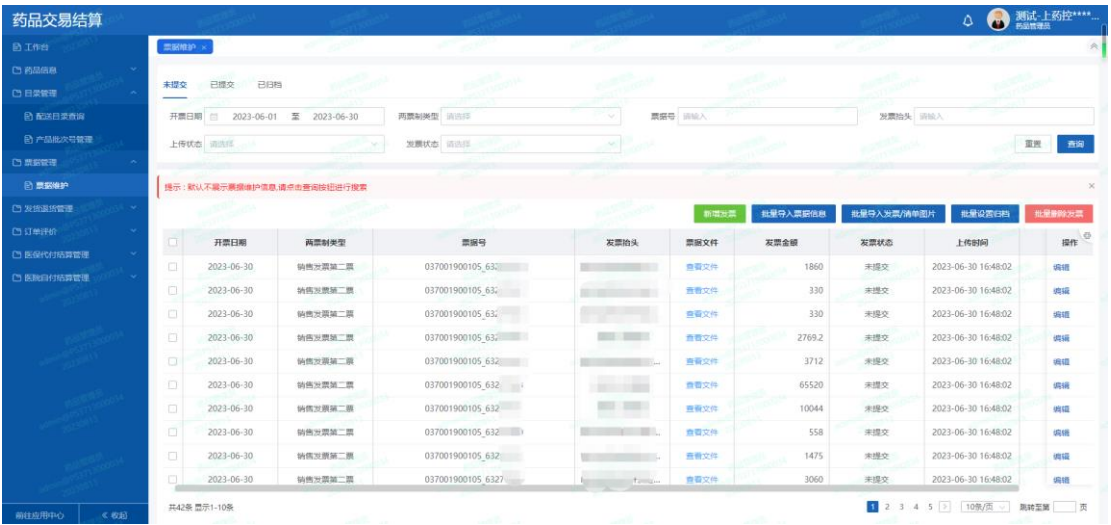 药品交易结算
测试-上药控****...
药品管理员
工作台
票据维护 ×
药品信息
目录管理
配送目录查询
产品批次号管理
票据管理
票据维护
发货退货管理
订单评价
医保代付结算管理
医院自付结算管理
前往应用中心 < 收起
未提交 已提交 已归档
开票日期 2023-06-01 至 2023-06-30 两票制类型 请选择 票据号 请输入 发票抬头 请输入
上传状态 请选择 发票状态 请选择 重置 查询
提示：默认不展示票据维护信息,请点击查询按钮进行搜索 ×
新增发票 批量导入票据信息 批量导入发票/清单图片 批量设置归档 批量删除发票
开票日期 两票制类型 票据号 发票抬头 票据文件 发票金额 发票状态 上传时间 操作
2023-06-30 销售发票第二票 037001900105_632 查看文件 1860 未提交 2023-06-30 16:48:02 编辑
2023-06-30 销售发票第二票 037001900105_632 查看文件 330 未提交 2023-06-30 16:48:02 编辑
2023-06-30 销售发票第二票 037001900105_632 查看文件 330 未提交 2023-06-30 16:48:02 编辑
2023-06-30 销售发票第二票 037001900105_632 查看文件 2769.2 未提交 2023-06-30 16:48:02 编辑
2023-06-30 销售发票第二票 037001900105_632 查看文件 3712 未提交 2023-06-30 16:48:02 编辑
2023-06-30 销售发票第二票 037001900105_632 查看文件 65520 未提交 2023-06-30 16:48:02 编辑
2023-06-30 销售发票第二票 037001900105_632 查看文件 10044 未提交 2023-06-30 16:48:02 编辑
2023-06-30 销售发票第二票 037001900105_632 查看文件 558 未提交 2023-06-30 16:48:02 编辑
2023-06-30 销售发票第二票 037001900105_632 查看文件 1475 未提交 2023-06-30 16:48:02 编辑
2023-06-30 销售发票第二票 037001900105_6327 查看文件 3060 未提交 2023-06-30 16:48:02 编辑
共42条 显示1-10条 1 2 3 4 5 > 10条/页 跳转至第 页